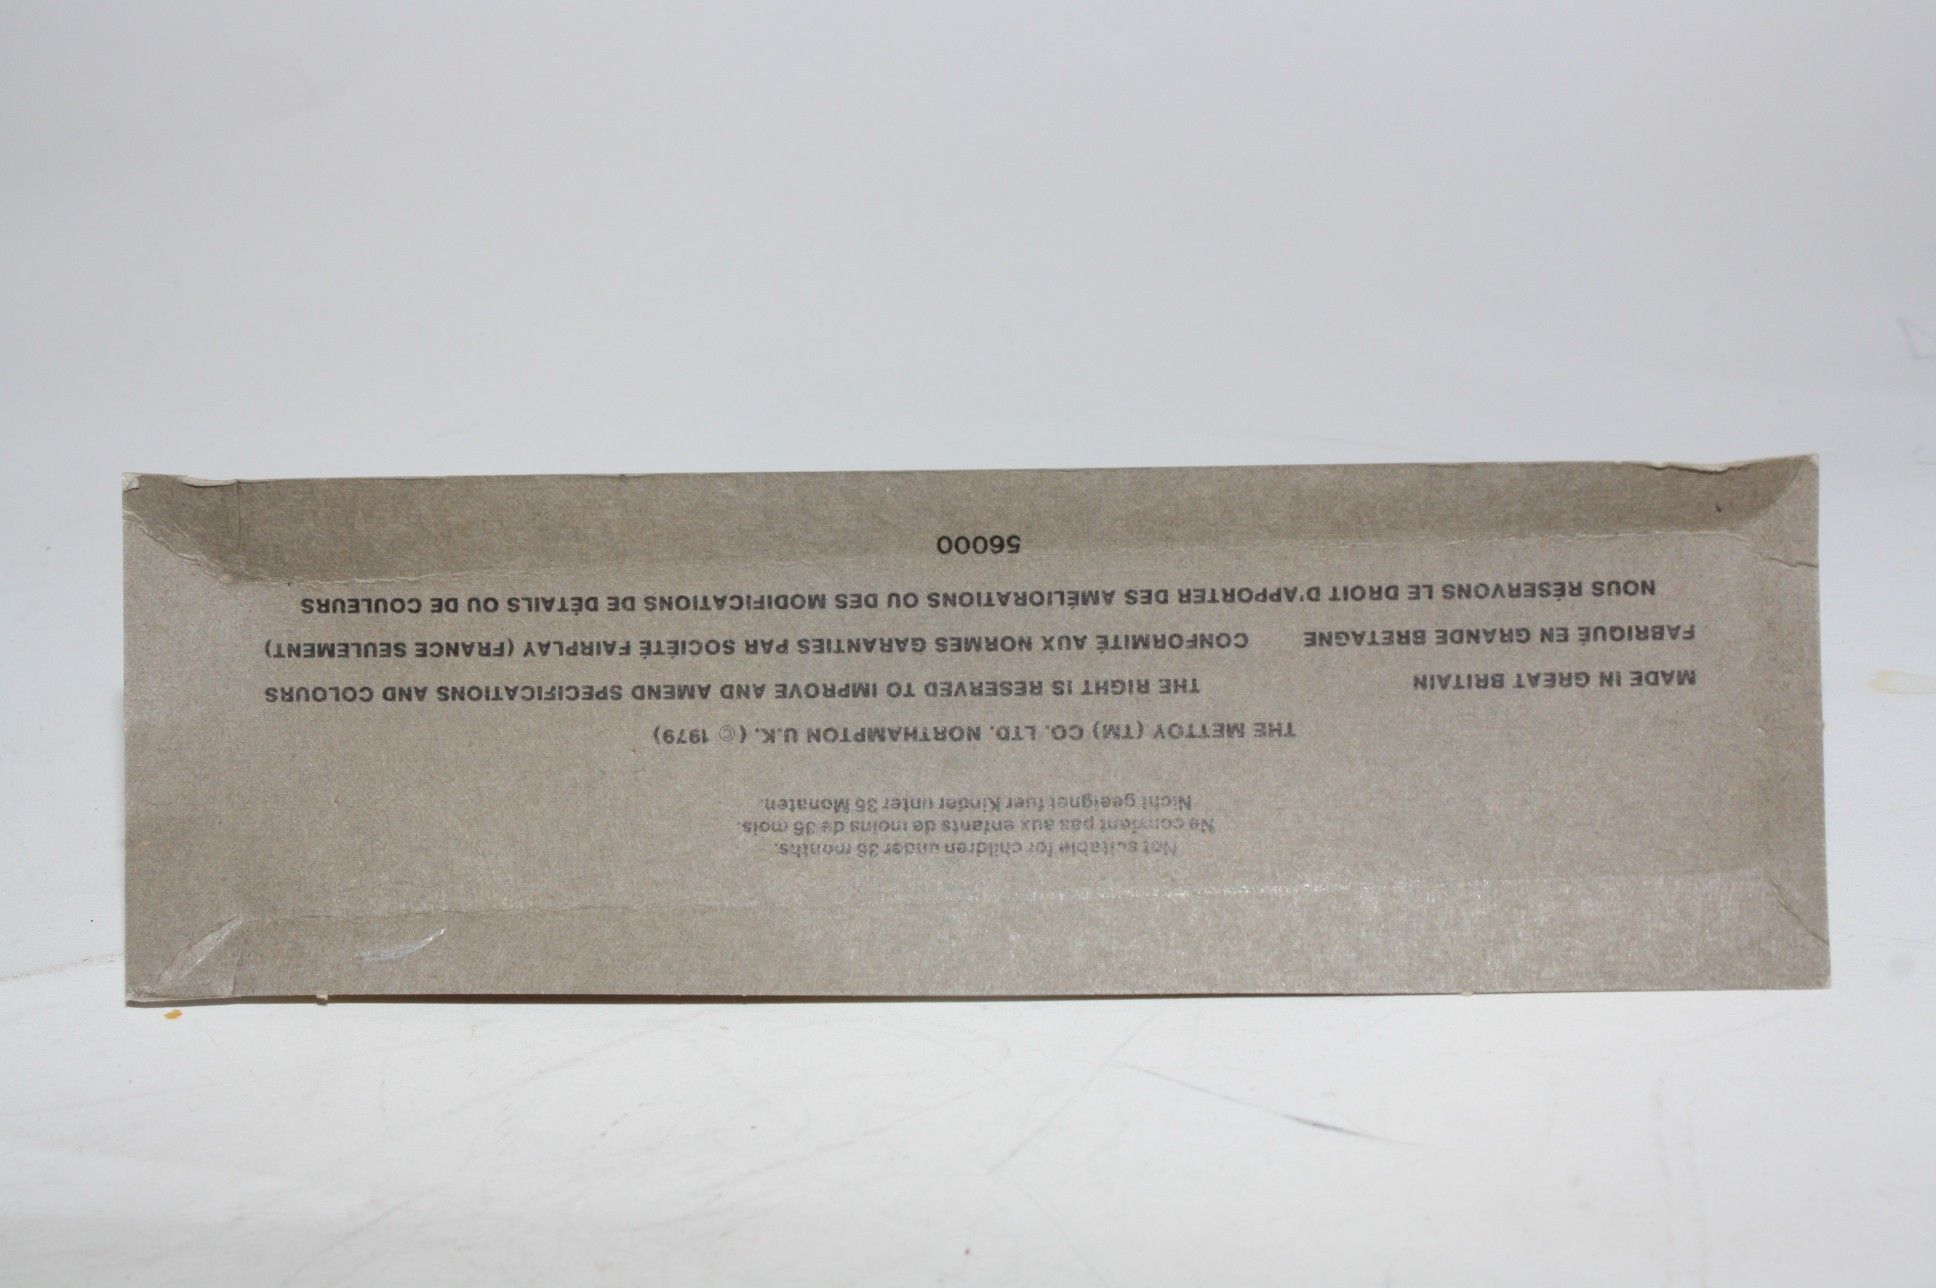 Not suitable for children under 36 months.
Ne convient pas aux enfants de moins de 36 mois.
Nicht geeignet fuer Kinder unter 36 Monaten.
THE METTOY (TM) CO. LTD. NORTHAMPTON U.K. (© 1979)
MADE IN GREAT BRITAIN THE RIGHT IS RESERVED TO IMPROVE AND AMEND SPECIFICATIONS AND COLOURS
FABRIQUÉ EN GRANDE BRETAGNE CONFORMITÉ AUX NORMES GARANTIES PAR SOCIÉTÉ FAIRPLAY (FRANCE SEULEMENT)
NOUS RÉSERVONS LE DROIT D'APPORTER DES AMÉLIORATIONS OU DES MODIFICATIONS DE DÉTAILS OU DE COULEURS
56000